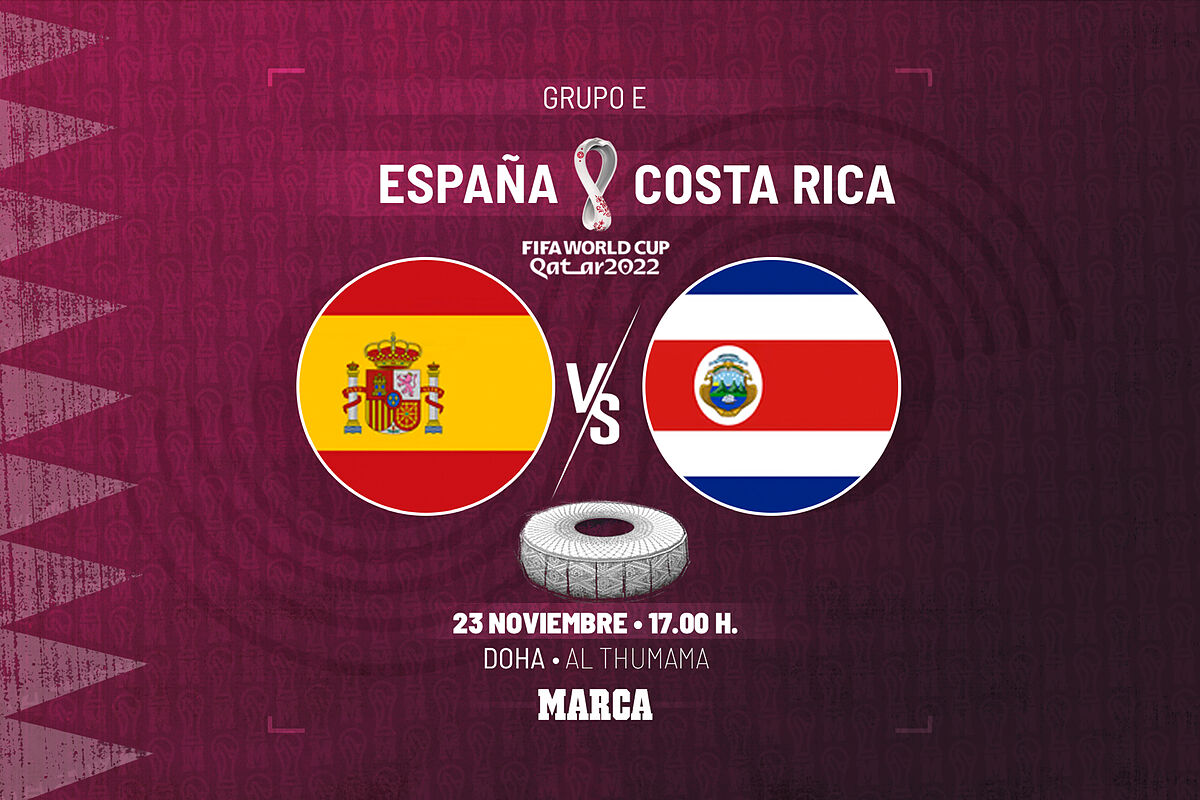 GRUPO E
ESPAÑA COSTA RICA
FIFA WORLD CUP
Qatar2022
VS
23 NOVIEMBRE • 17.00 H.
DOHA • AL THUMAMA
MARCA